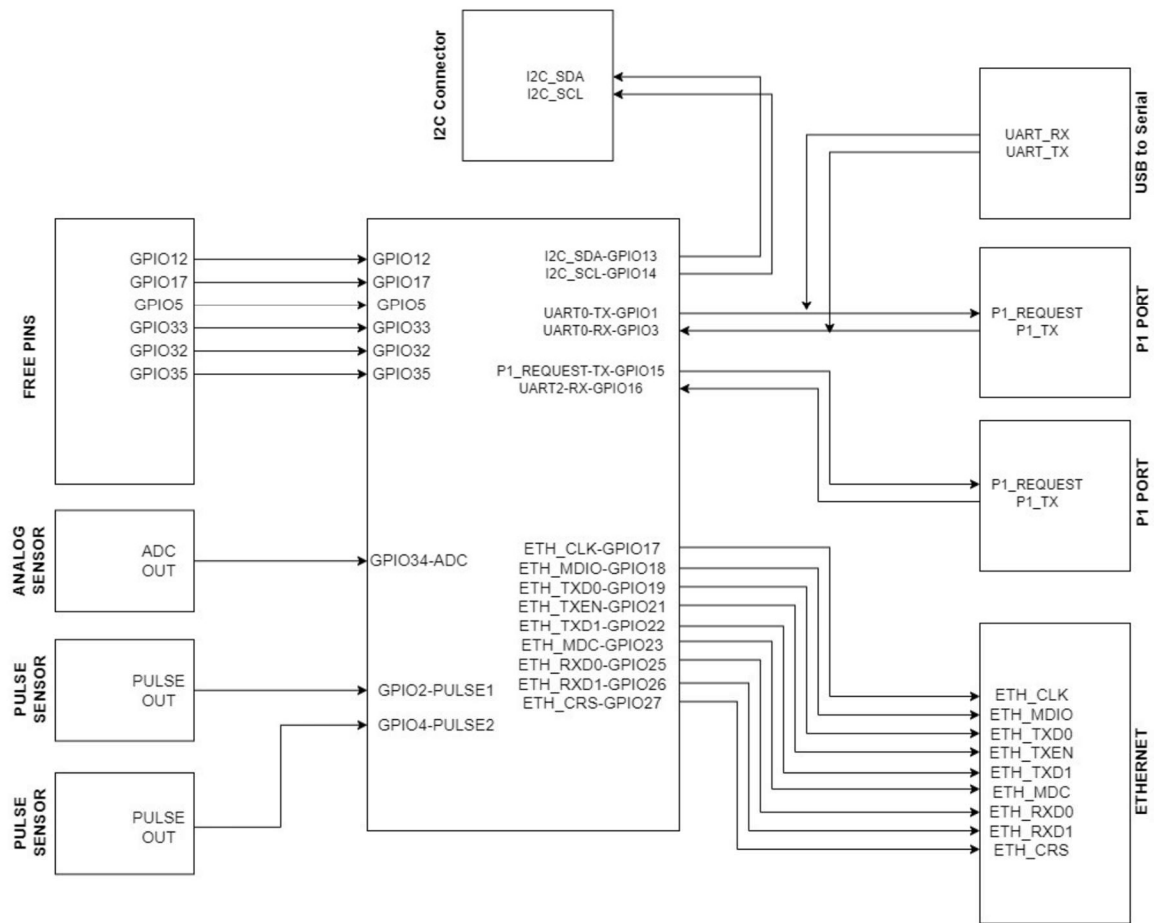 I2C Connector
I2C_SDA
I2C_SCL
USB to Serial
UART_RX
UART_TX
FREE PINS
GPIO12
GPIO17
GPIO5
GPIO33
GPIO32
GPIO35
GPIO12
GPIO17
GPIO5
GPIO33
GPIO32
GPIO35
GPIO34-ADC
GPIO2-PULSE1
GPIO4-PULSE2
I2C_SDA-GPIO13
I2C_SCL-GPIO14
UART0-TX-GPIO1
UART0-RX-GPIO3
P1_REQUEST-TX-GPIO15
UART2-RX-GPIO16
ETH_CLK-GPIO17
ETH_MDIO-GPIO18
ETH_TXD0-GPIO19
ETH_TXEN-GPIO21
ETH_TXD1-GPIO22
ETH_MDC-GPIO23
ETH_RXD0-GPIO25
ETH_RXD1-GPIO26
ETH_CRS-GPIO27
P1_REQUEST
P1_TX
P1 PORT
P1_REQUEST
P1_TX
P1 PORT
ANALOG
SENSOR
ADC
OUT
PULSE
SENSOR
PULSE
OUT
PULSE
SENSOR
PULSE
OUT
ETH_CLK
ETH_MDIO
ETH_TXD0
ETH_TXEN
ETH_TXD1
ETH_MDC
ETH_RXD0
ETH_RXD1
ETH_CRS
ETHERNET